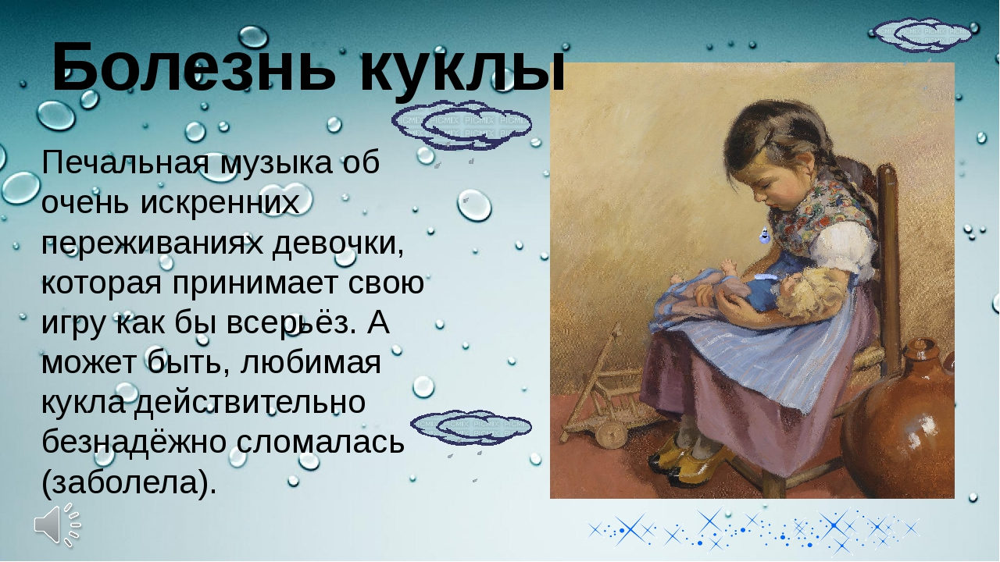 Болезнь куклы
Печальная музыка об
очень искренних
переживаниях девочки,
которая принимает свою
игру как бы всерьёз. А
может быть, любимая
кукла действительно
безнадёжно сломалась
(заболела).